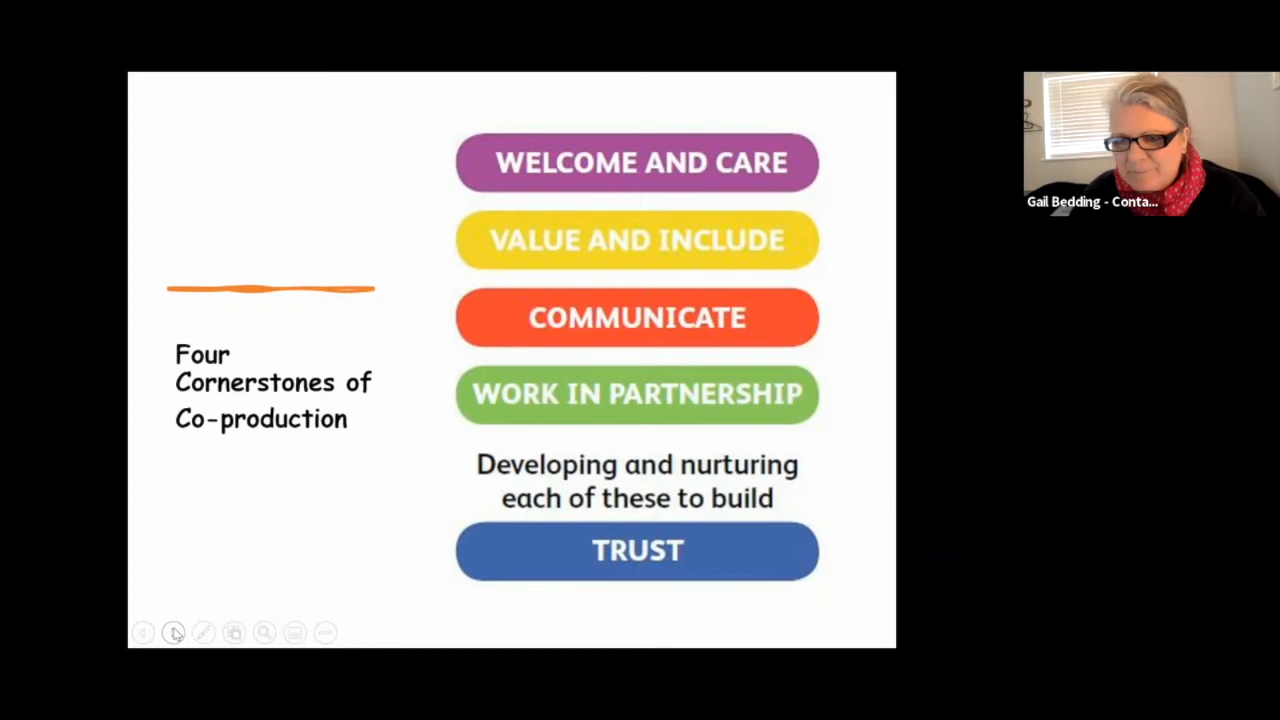 Four
Cornerstones of
Co-production
WELCOME AND CARE
VALUE AND INCLUDE
COMMUNICATE
WORK IN PARTNERSHIP
Developing and nurturing
each of these to build
TRUST
Gail Bedding - Conta...